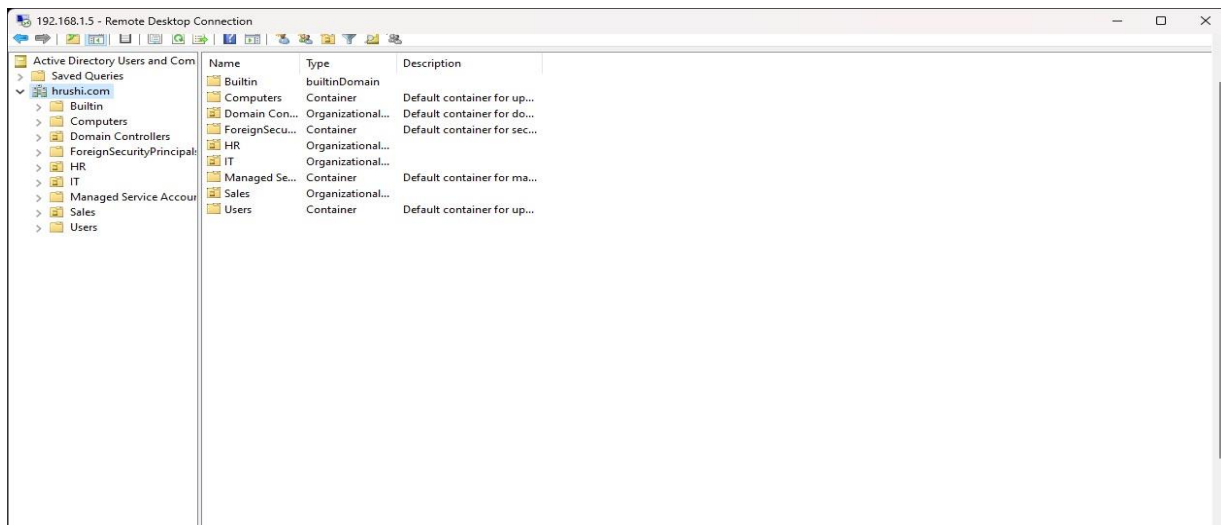 192.168.1.5 - Remote Desktop Connection
Active Directory Users and Com
Saved Queries
hrushi.com
Builtin
Computers
Domain Controllers
ForeignSecurityPrincipals
HR
IT
Managed Service Accour
Sales
Users
Name Type Description
Builtin builtinDomain
Computers Container Default container for up...
Domain Con... Organizational... Default container for do...
ForeignSecu... Container Default container for sec...
HR Organizational...
IT Organizational...
Managed Se... Container Default container for ma...
Sales Organizational...
Users Container Default container for up...